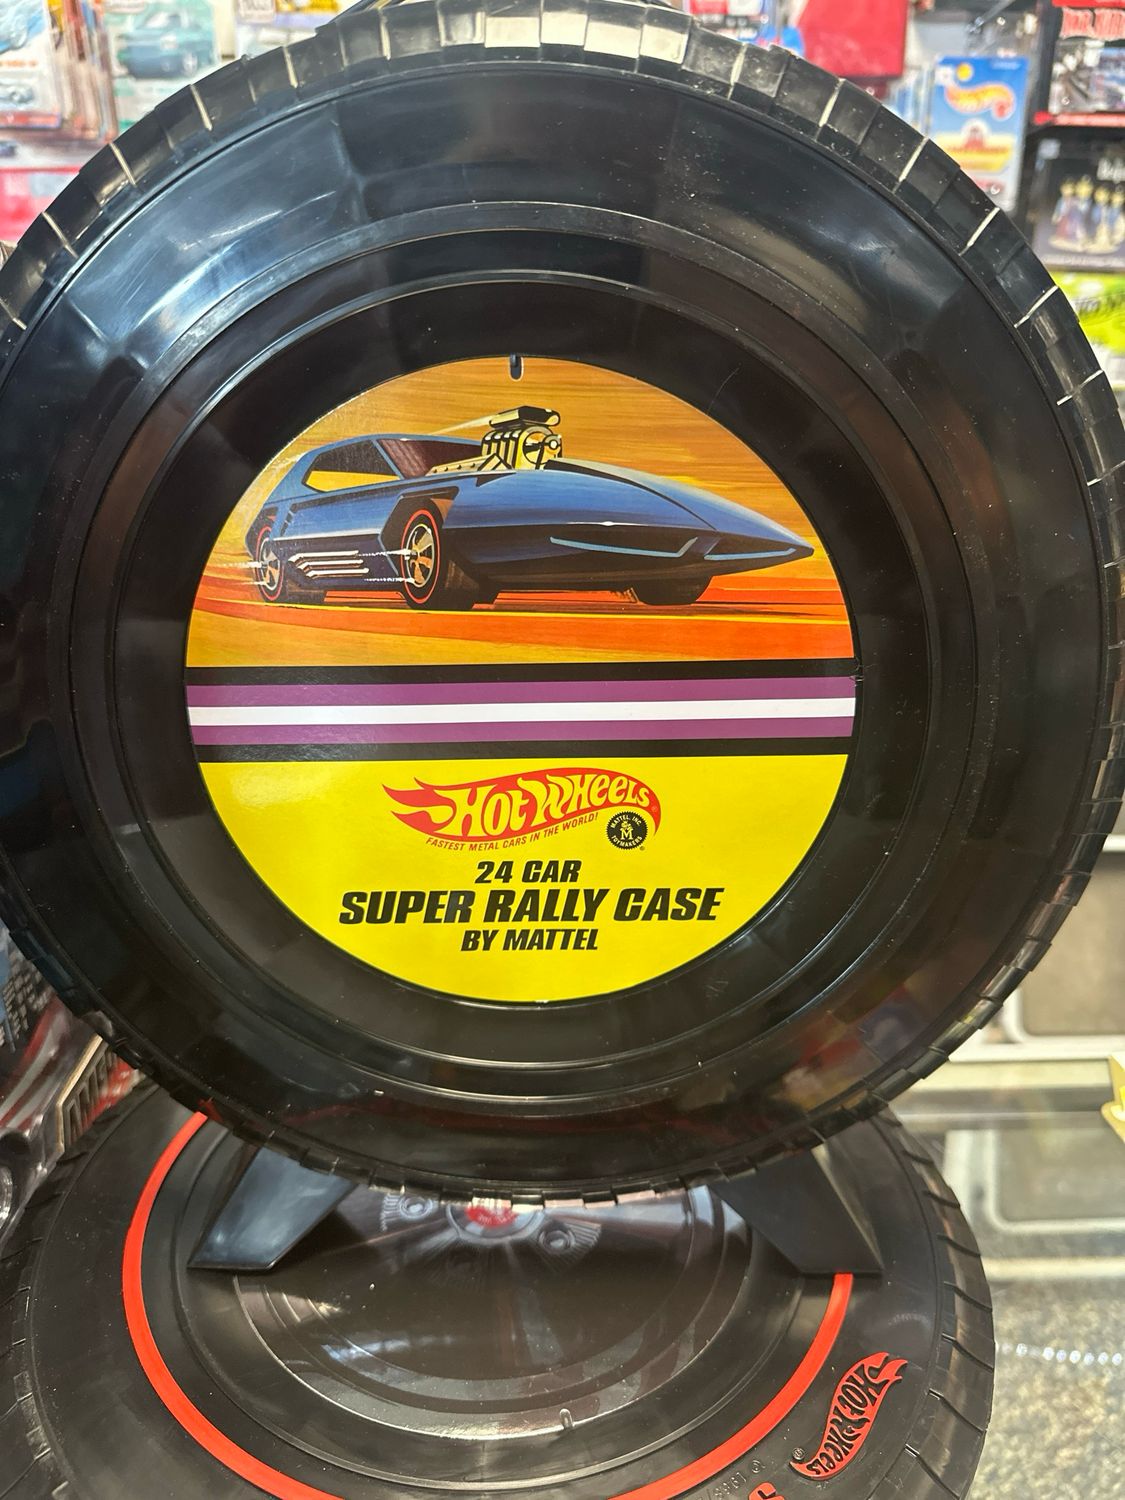 Hot Wheels
FASTEST METAL CARS IN THE WORLD!
MATTEL, INC.
M
TOYMAKERS
®
24 CAR
SUPER RALLY CASE
BY MATTEL
Hot Wheels
®